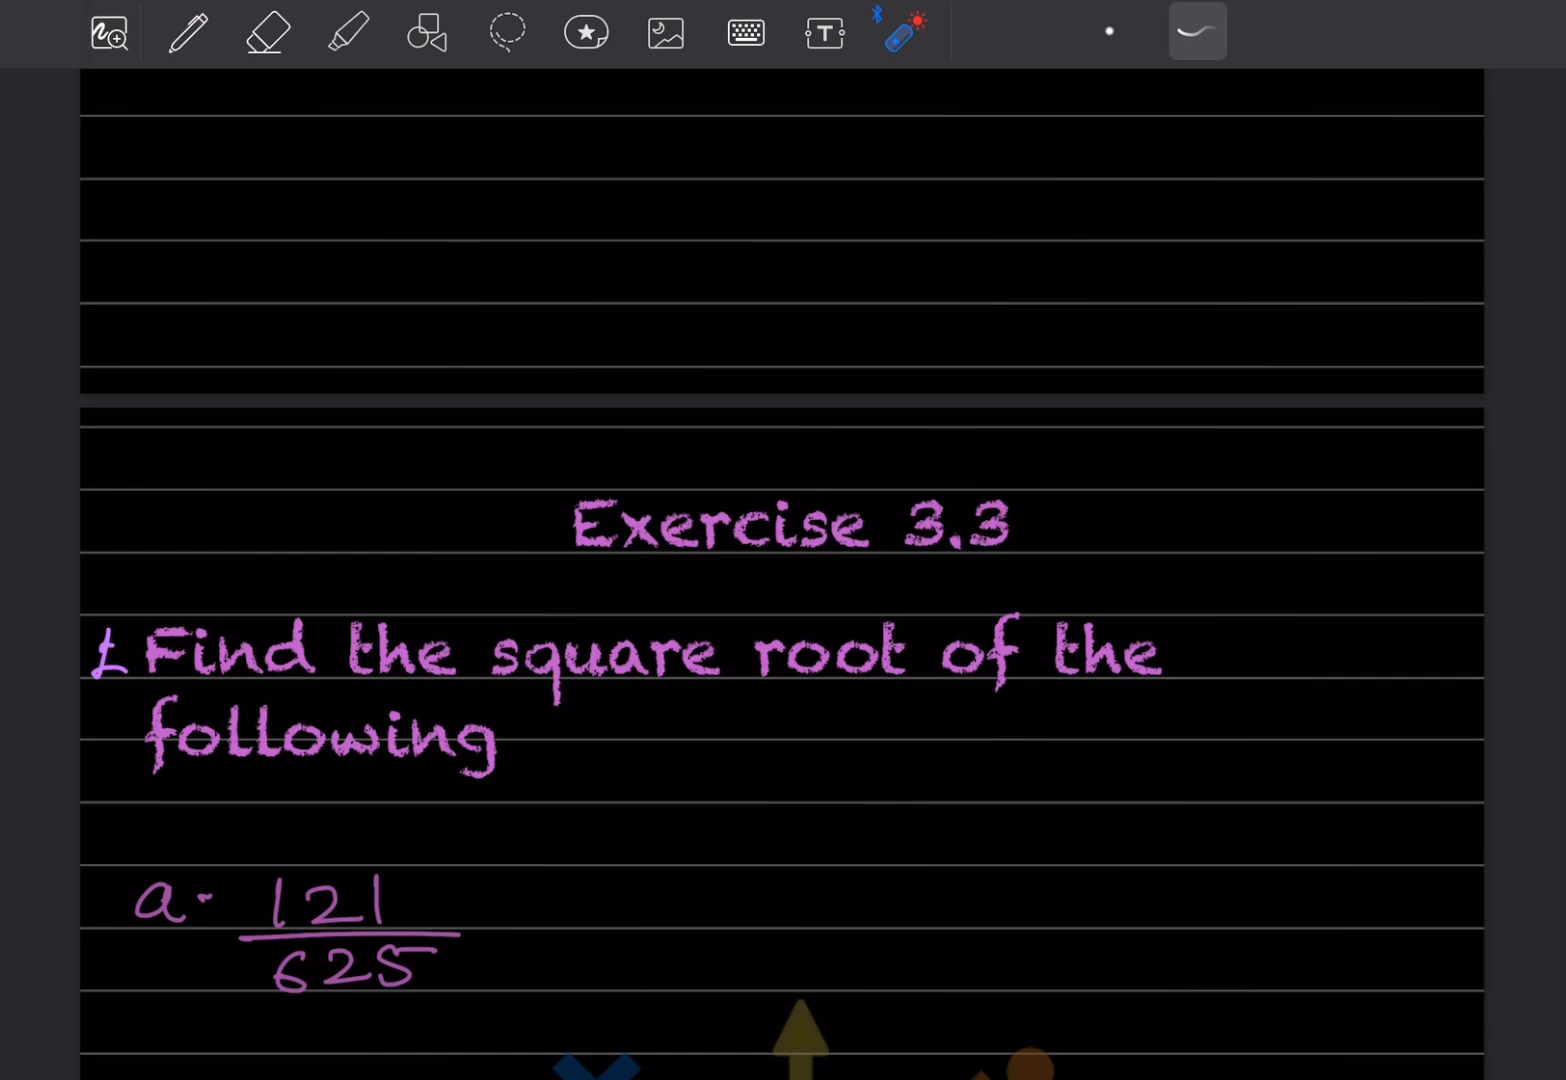 Exercise 3.3
1. Find the square root of the
following
a. 121
625